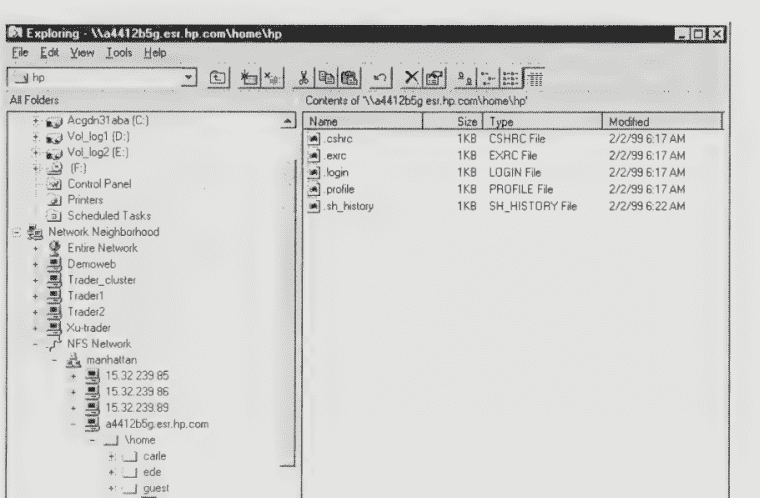 Exploring - \\a4412b5g.esr.hp.com\home\hp
File Edit View Tools Help
hp
All Folders
Contents of '\\a4412b5g.esr.hp.com\home\hp'
Acgdn31aba (C:)
Vol_log1 (D:)
Vol_log2 (E:)
(F:)
Control Panel
Printers
Scheduled Tasks
Network Neighborhood
Entire Network
Demoweb
Trader_cluster
Trader1
Trader2
Xu-trader
NFS Network
manhattan
15.32.239.85
15.32.239.86
15.32.239.89
a4412b5g.esr.hp.com
\home
carle
ede
guest
Name Size Type Modified
.cshrc 1KB CSHRC File 2/2/99 6:17 AM
.exrc 1KB EXRC File 2/2/99 6:17 AM
.login 1KB LOGIN File 2/2/99 6:17 AM
.profile 1KB PROFILE File 2/2/99 6:17 AM
.sh_history 1KB SH_HISTORY File 2/2/99 6:22 AM